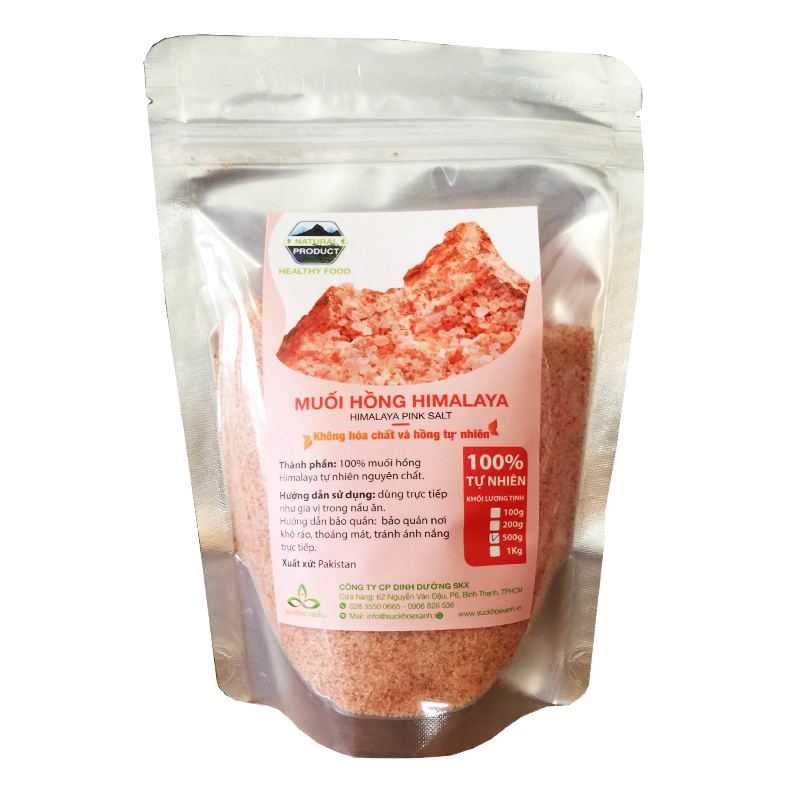 NATURAL
PRODUCT
HEALTHY FOOD
MUỐI HỒNG HIMALAYA
HIMALAYA PINK SALT
Không hóa chất và hồng tự nhiên
Thành phần: 100% muối hồng
Himalaya tự nhiên nguyên chất.
Hướng dẫn sử dụng: dùng trực tiếp
như gia vị trong nấu ăn.
Hướng dẫn bảo quản: bảo quản nơi
khô ráo, thoáng mát, tránh ánh nắng
trực tiếp.
Xuất xứ: Pakistan
100%
TỰ NHIÊN
KHỐI LƯỢNG TỊNH
100g
200g
500g
1Kg
CÔNG TY CP DINH DƯỠNG SKX
Cửa hàng: 62 Nguyễn Văn Đậu, P6, Bình Thạnh, TPHCM
028 3550 0665 - 0906 826 536
Mail: info@suckhoexanh.
www.suckhoexanh.vn